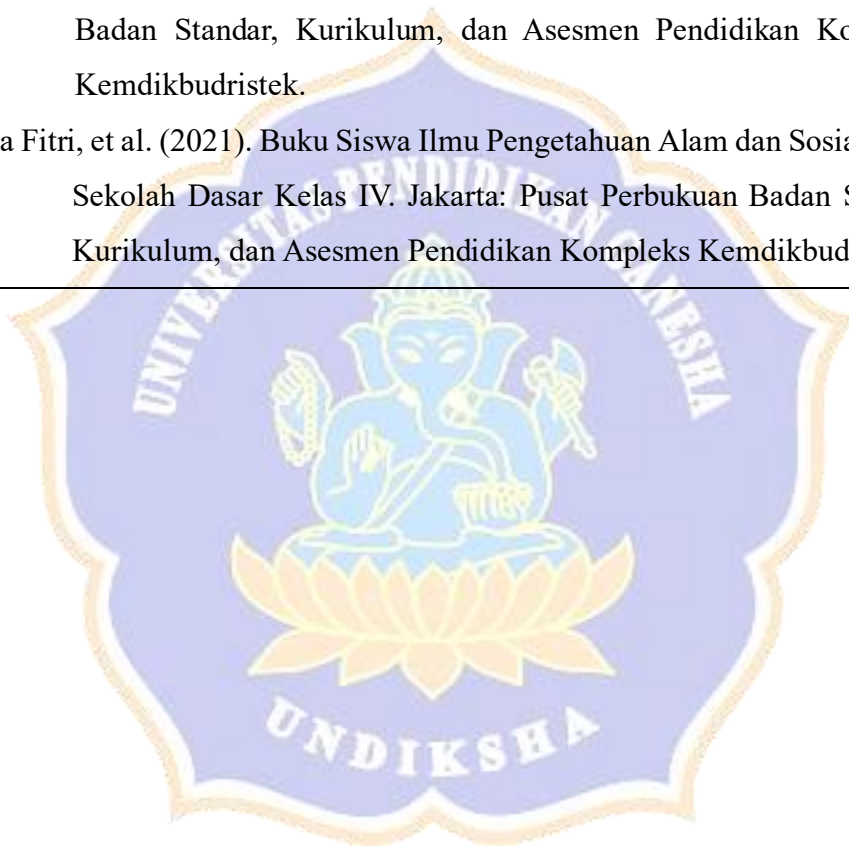 Badan Standar, Kurikulum, dan Asesmen Pendidikan Ko
Kemdikbudristek.
a Fitri, et al. (2021). Buku Siswa Ilmu Pengetahuan Alam dan Sosia
Sekolah Dasar Kelas IV. Jakarta: Pusat Perbukuan Badan S
Kurikulum, dan Asesmen Pendidikan Kompleks Kemdikbud
UNIVERSITAS PENDIDIKAN GANESHA
UNDIKSHA